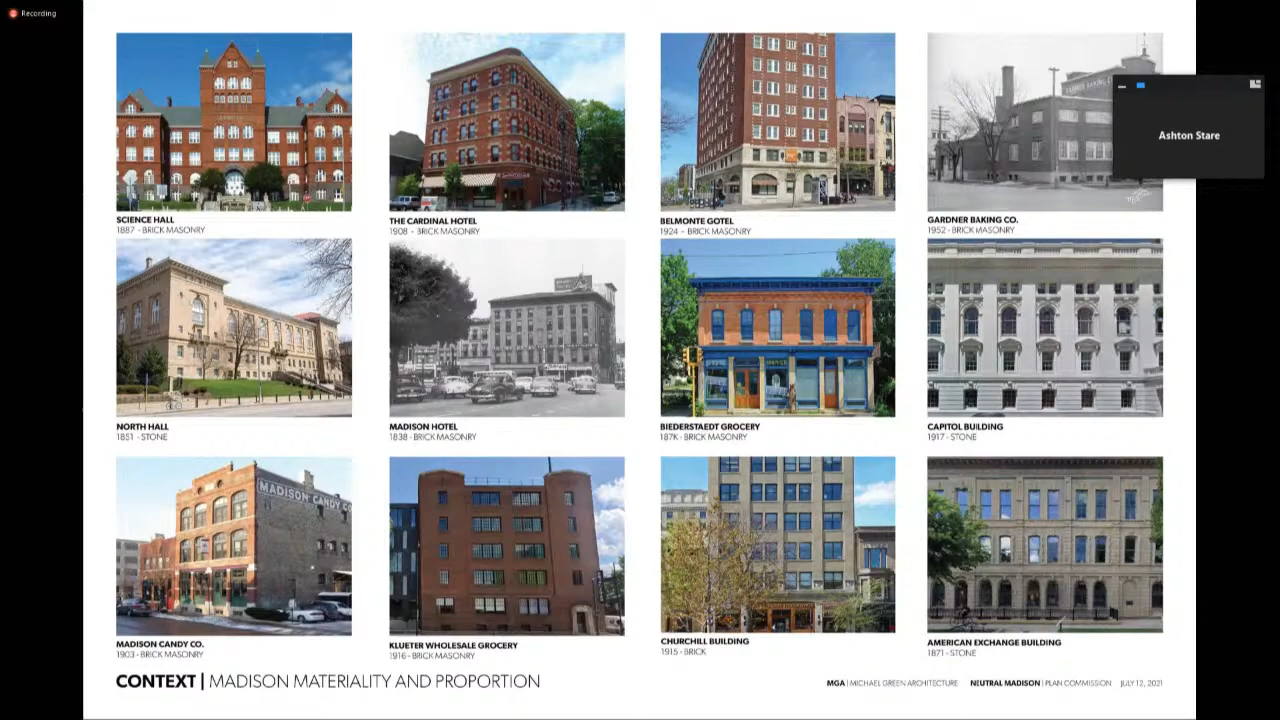 Recording
Ashton Stare
SCIENCE HALL
1887 - BRICK MASONRY
THE CARDINAL HOTEL
1908 - BRICK MASONRY
BELMONTE GOTEL
1924 - BRICK MASONRY
GARDNER BAKING CO.
1952 - BRICK MASONRY
NORTH HALL
1851 - STONE
MADISON HOTEL
1838 - BRICK MASONRY
BIEDERSTAEDT GROCERY
187K - BRICK MASONRY
CAPITOL BUILDING
1917 - STONE
MADISON CANDY CO
MADISON CANDY CO.
1903 - BRICK MASONRY
KLUETER WHOLESALE GROCERY
1916 - BRICK MASONRY
CHURCHILL BUILDING
1915 - BRICK
AMERICAN EXCHANGE BUILDING
1871 - STONE
CONTEXT | MADISON MATERIALITY AND PROPORTION
MGA | MICHAEL GREEN ARCHITECTURE NEUTRAL MADISON | PLAN COMMISSION JULY 12, 2021